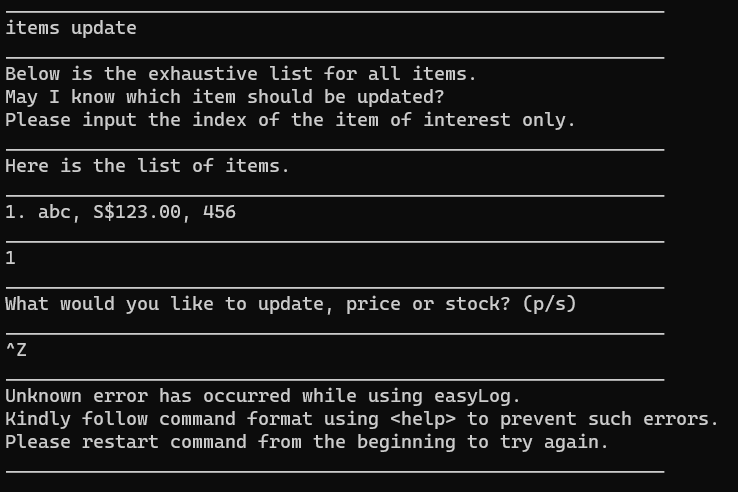 items update
Below is the exhaustive list for all items.
May I know which item should be updated?
Please input the index of the item of interest only.
Here is the list of items.
1. abc, S$123.00, 456
1
What would you like to update, price or stock? (p/s)
^Z
Unknown error has occurred while using easyLog.
Kindly follow command format using <help> to prevent such errors.
Please restart command from the beginning to try again.